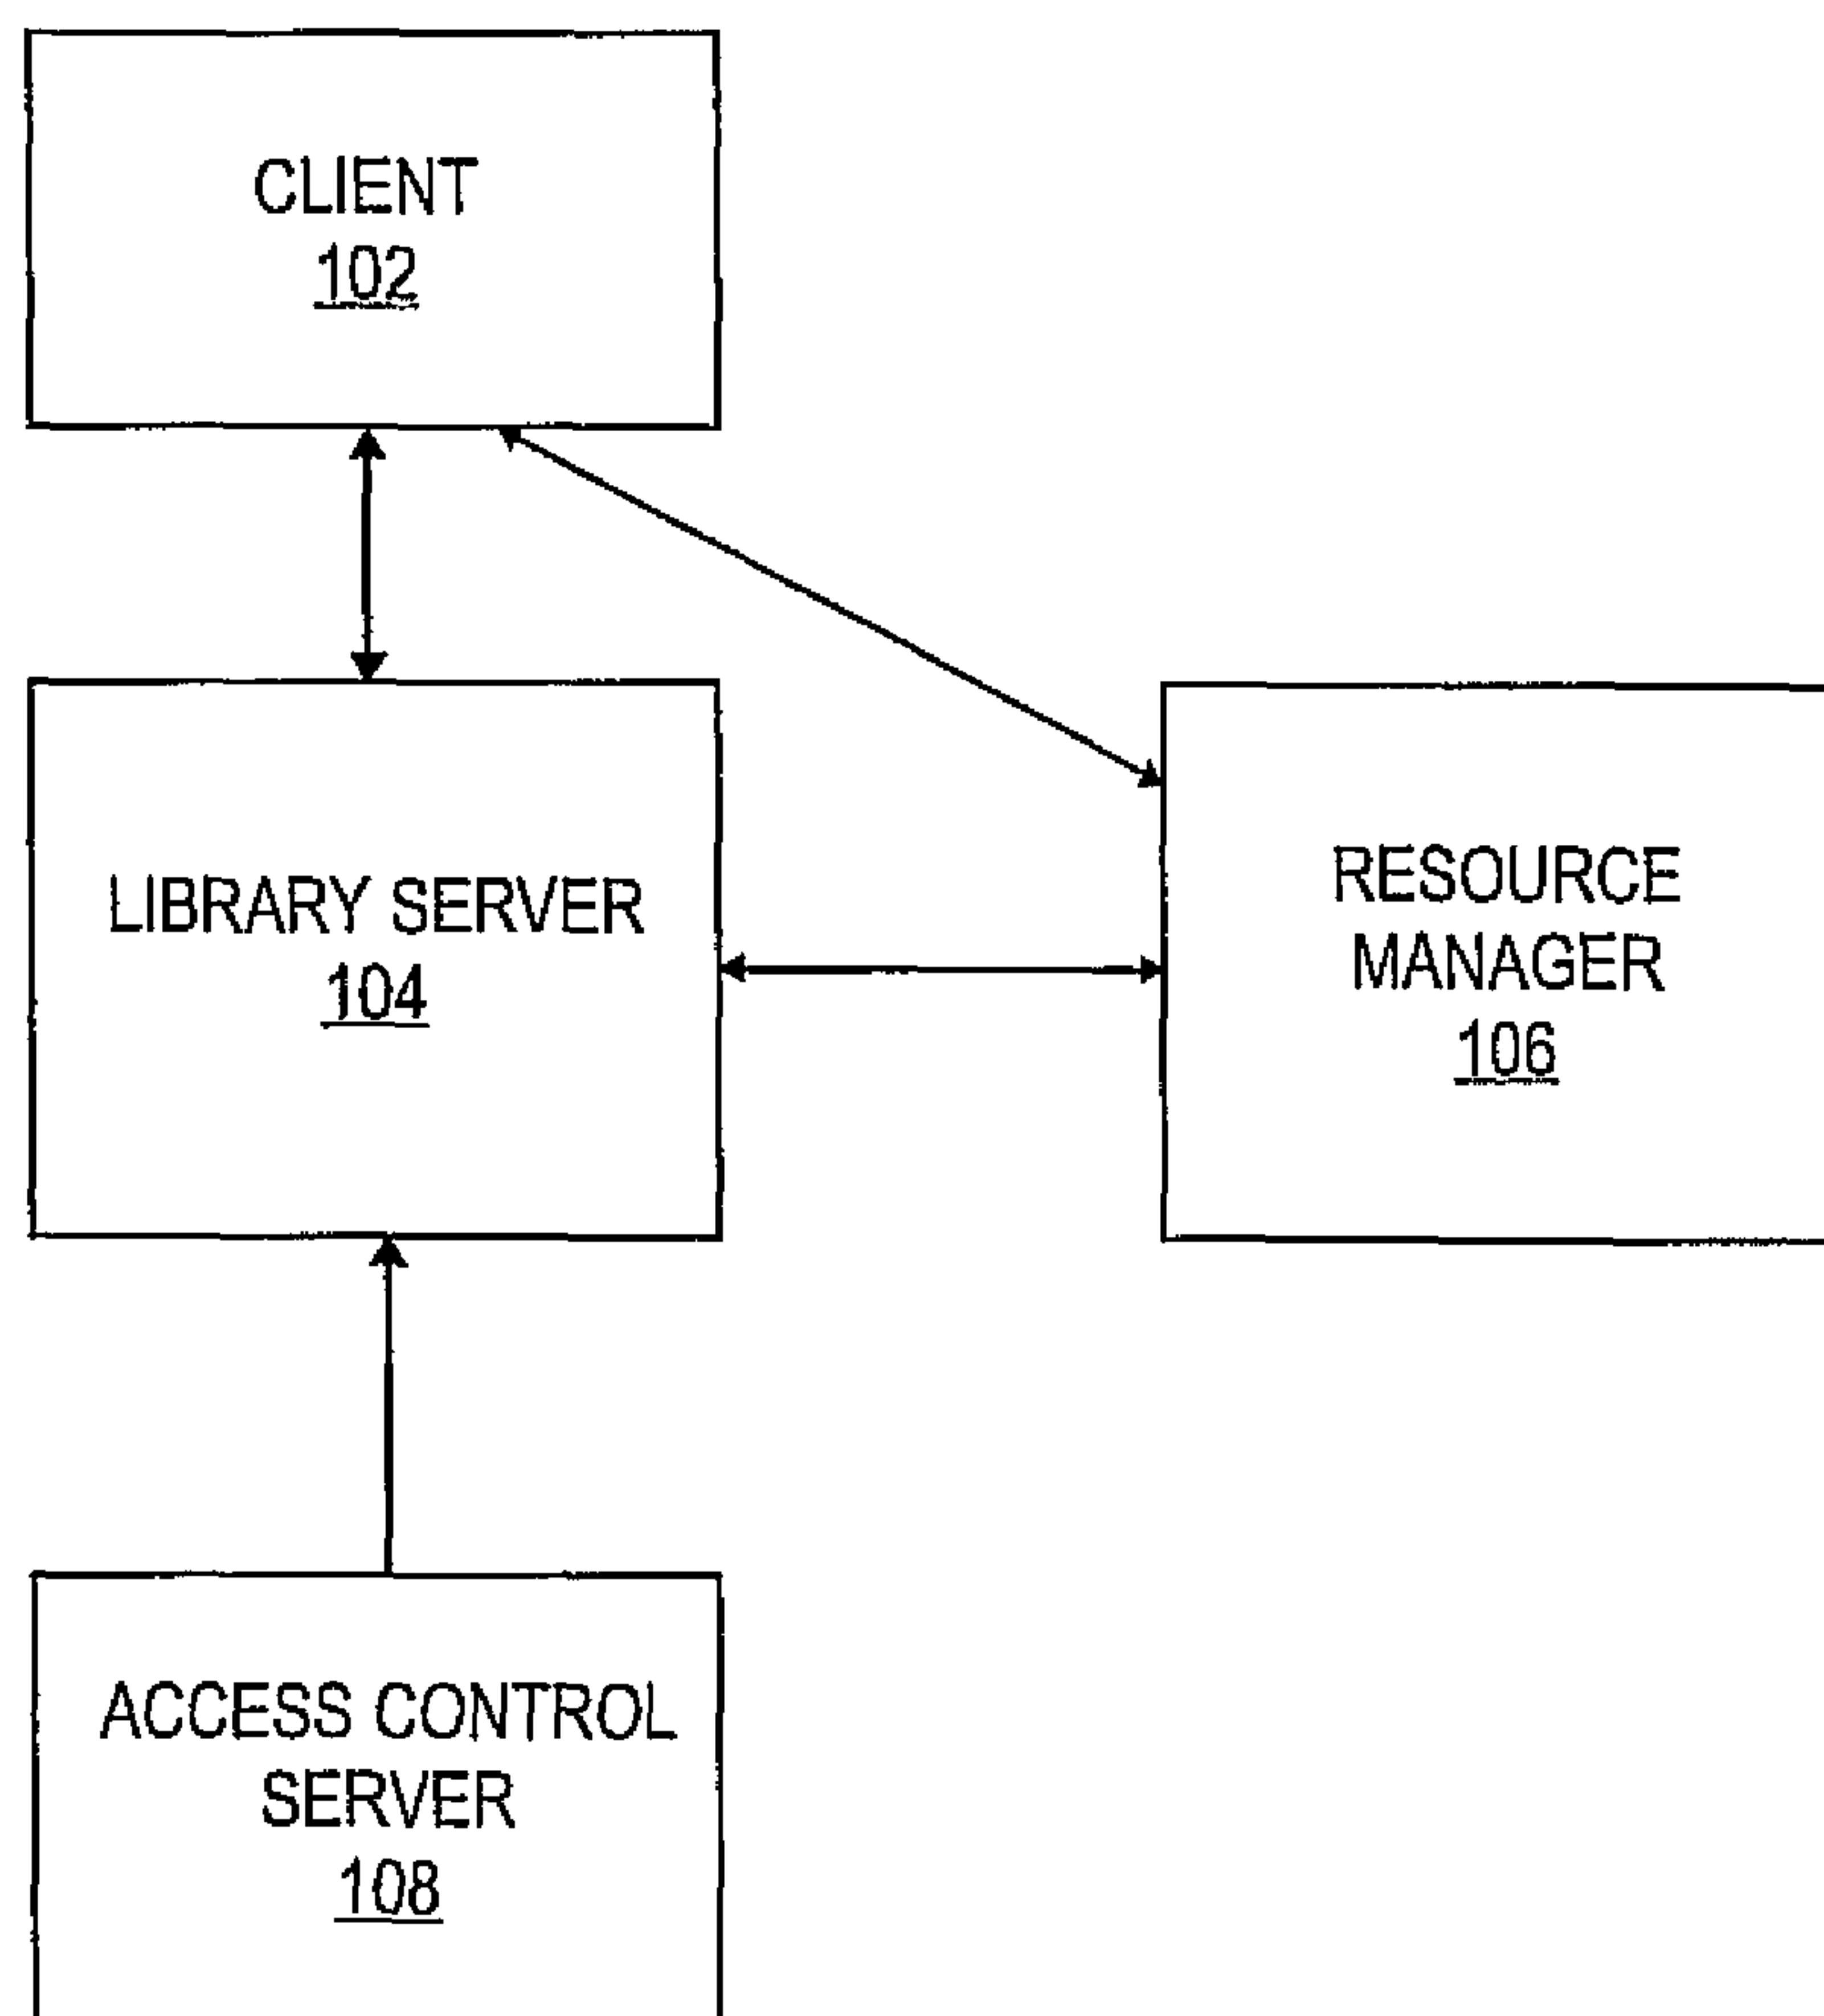 CLIENT
102
LIBRARY SERVER
104
RESOURCE
MANAGER
106
ACCESS CONTROL
SERVER
108